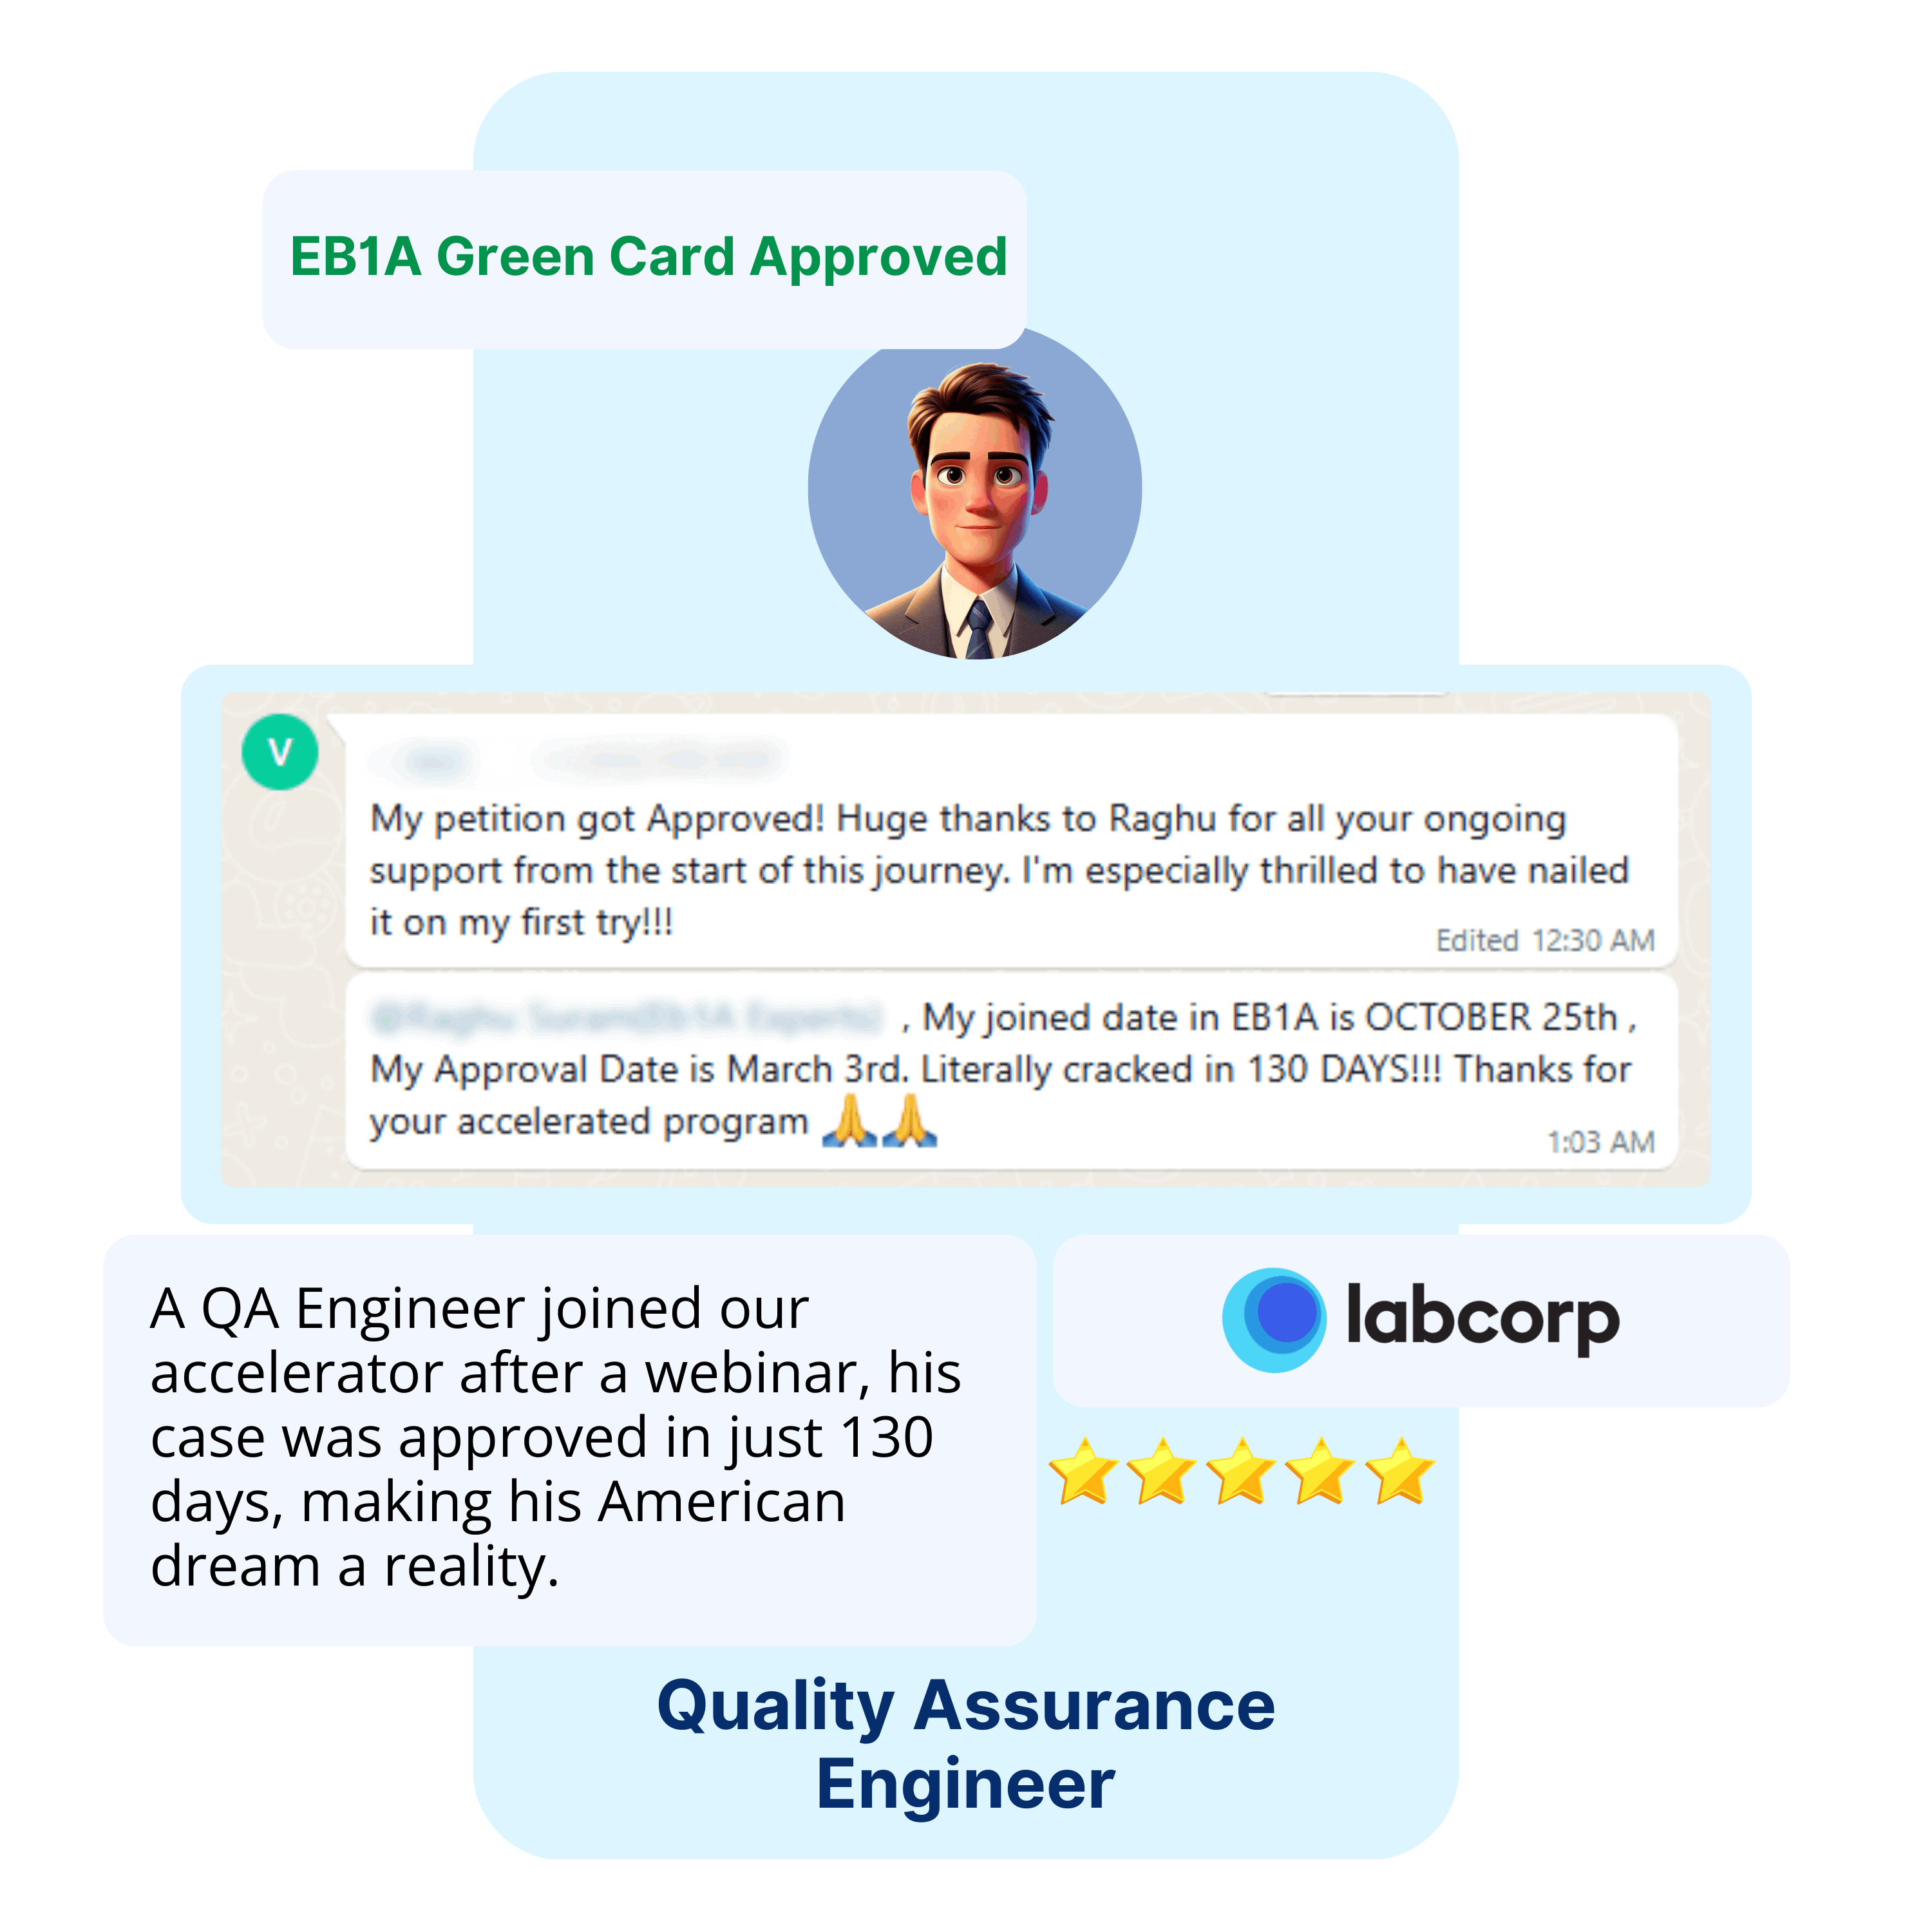 EB1A Green Card Approved
V
My petition got Approved! Huge thanks to Raghu for all your ongoing
support from the start of this journey. I'm especially thrilled to have nailed
it on my first try!!!
Edited 12:30 AM
@Raghu Suram(Eb1A Experts) , My joined date in EB1A is OCTOBER 25th ,
My Approval Date is March 3rd. Literally cracked in 130 DAYS!!! Thanks for
your accelerated program 🙏🙏
1:03 AM
A QA Engineer joined our
accelerator after a webinar, his
case was approved in just 130
days, making his American
dream a reality.
labcorp
Quality Assurance
Engineer